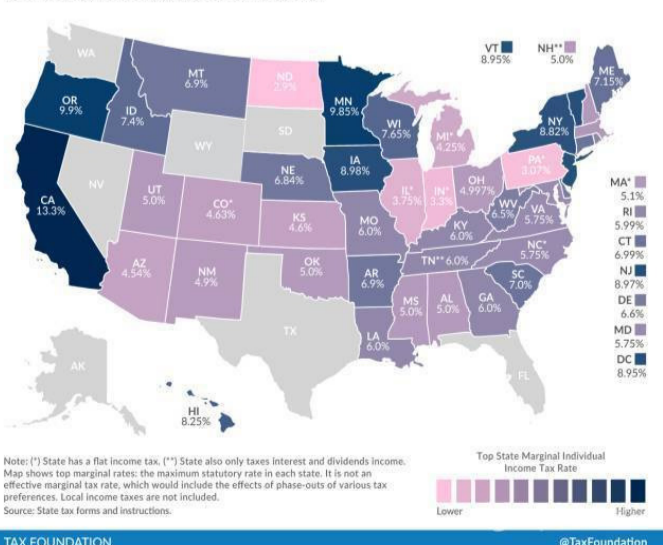 WA
MT
6.9%
ND
2.9%
MN
9.85%
VT
8.95%
NH**
5.0%
ME
7.15%
OR
9.9%
ID
7.4%
SD
WI
7.65%
MI*
4.25%
NY
8.82%
WY
IA
8.98%
NE
6.84%
PA*
3.07%
CA
13.3%
NV
UT
5.0%
CO*
4.63%
KS
4.6%
MO
6.0%
IL*
3.75%
IN*
3.3%
OH
4.997%
WV
6.5%
VA
5.75%
KY
6.0%
MA*
5.1%
RI
5.99%
CT
6.99%
NJ
8.97%
DE
6.6%
MD
5.75%
DC
8.95%
AZ
4.54%
NM
4.9%
OK
5.0%
AR
6.9%
TN** 6.0%
NC*
5.75%
SC
7.0%
MS
5.0%
AL
5.0%
GA
6.0%
TX
LA
6.0%
FL
AK
HI
8.25%
Note: (*) State has a flat income tax. (**) State also only taxes interest and dividends income.
Map shows top marginal rates: the maximum statutory rate in each state. It is not an
effective marginal tax rate, which would include the effects of phase-outs of various tax
preferences. Local income taxes are not included.
Source: State tax forms and instructions.
Top State Marginal Individual
Income Tax Rate
Lower
Higher
TAX FOUNDATION
@TaxFoundation